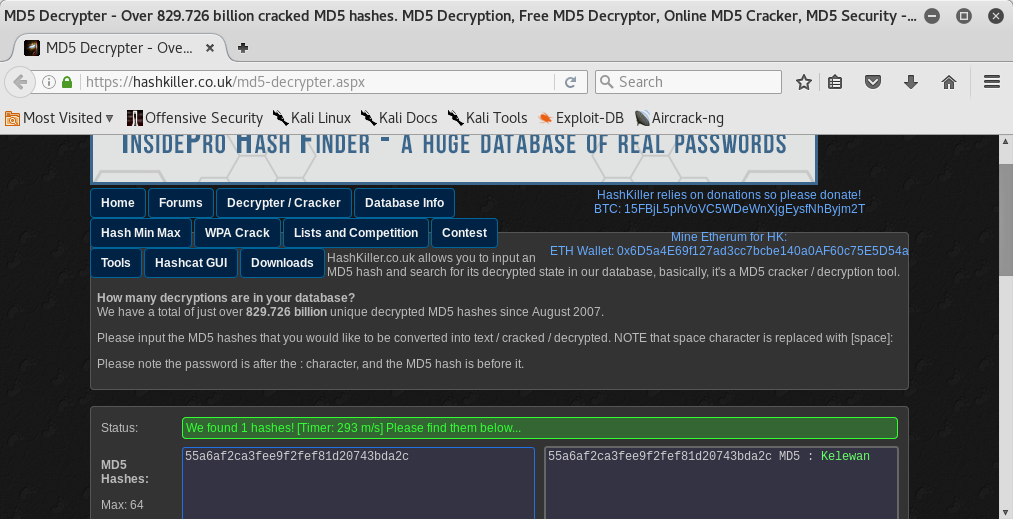 MD5 Decrypter - Over 829.726 billion cracked MD5 hashes. MD5 Decryption, Free MD5 Decryptor, Online MD5 Cracker, MD5 Security -...
MD5 Decrypter - Ove...
https://hashkiller.co.uk/md5-decrypter.aspx
Search
Most Visited
Offensive Security
Kali Linux
Kali Docs
Kali Tools
Exploit-DB
Aircrack-ng
InsidePro Hash Finder - a huge database of real passwords
Home
Forums
Decrypter / Cracker
Database Info
HashKiller relies on donations so please donate!
BTC: 15FBjL5phVoVC5WDeWnXjgEysfNhByjm2T
Hash Min Max
WPA Crack
Lists and Competition
Contest
Mine Etherum for HK:
ETH Wallet: 0x6D5a4E69f127ad3cc7bcbe140a0AF60c75E5D54a
Tools
Hashcat GUI
Downloads
HashKiller.co.uk allows you to input an
MD5 hash and search for its decrypted state in our database, basically, it's a MD5 cracker / decryption tool.
How many decryptions are in your database?
We have a total of just over 829.726 billion unique decrypted MD5 hashes since August 2007.
Please input the MD5 hashes that you would like to be converted into text / cracked / decrypted. NOTE that space character is replaced with [space]:
Please note the password is after the : character, and the MD5 hash is before it.
Status:
We found 1 hashes! [Timer: 293 m/s] Please find them below...
MD5
Hashes:
Max: 64
55a6af2ca3fee9f2fef81d20743bda2c
55a6af2ca3fee9f2fef81d20743bda2c MD5 : Kelewan